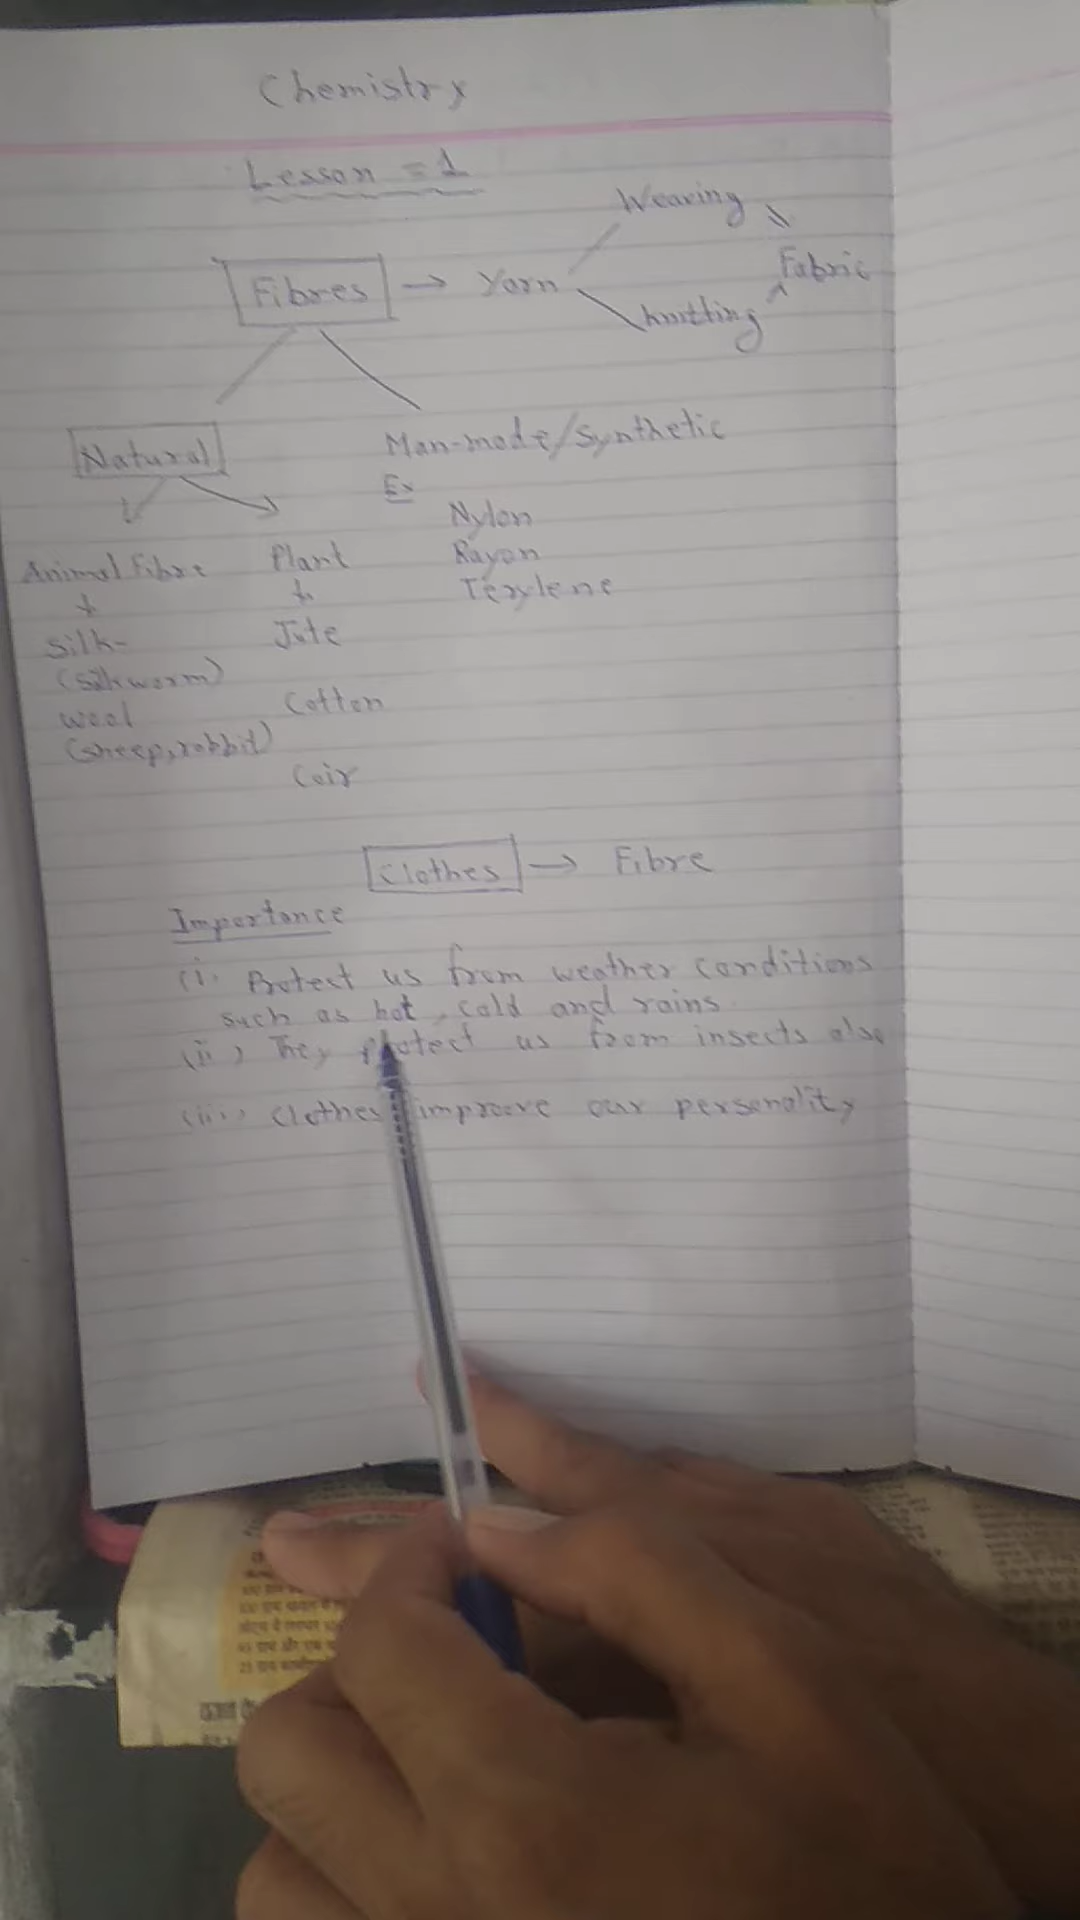 Chemistry
Lesson = 1
Weaving
Fibres → Yarn
Fabric
knitting
Natural
Man-made/Synthetic
Ex
Nylon
Animal Fibre Plant Rayon
Terylene
Silk- Jute
(silkworm)
wool Cotton
(sheep, rabbit)
Coir
Clothes → Fibre
Importance
(i. Protect us from weather conditions
such as hot, cold and rains
(ii) They protect us from insects also
(iii) Clothes improove our personality